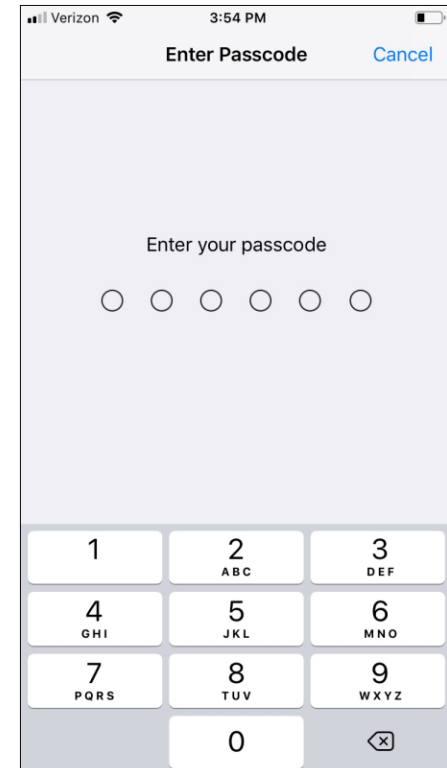 Verizon 3:54 PM
Enter Passcode Cancel
Enter your passcode
1 2 3
ABC DEF
4 5 6
GHI JKL MNO
7 8 9
PQRS TUV WXYZ
0